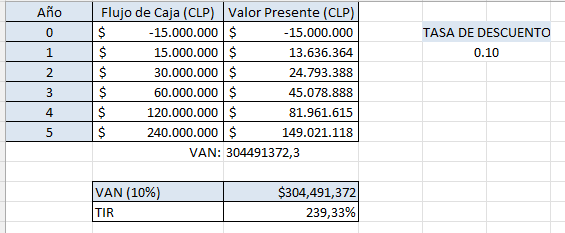 Año Flujo de Caja (CLP) Valor Presente (CLP)
0 $ -15.000.000 $ -15.000.000 TASA DE DESCUENTO
1 $ 15.000.000 $ 13.636.364 0.10
2 $ 30.000.000 $ 24.793.388
3 $ 60.000.000 $ 45.078.888
4 $ 120.000.000 $ 81.961.615
5 $ 240.000.000 $ 149.021.118
VAN: 304491372,3
VAN (10%) $304,491,372
TIR 239,33%